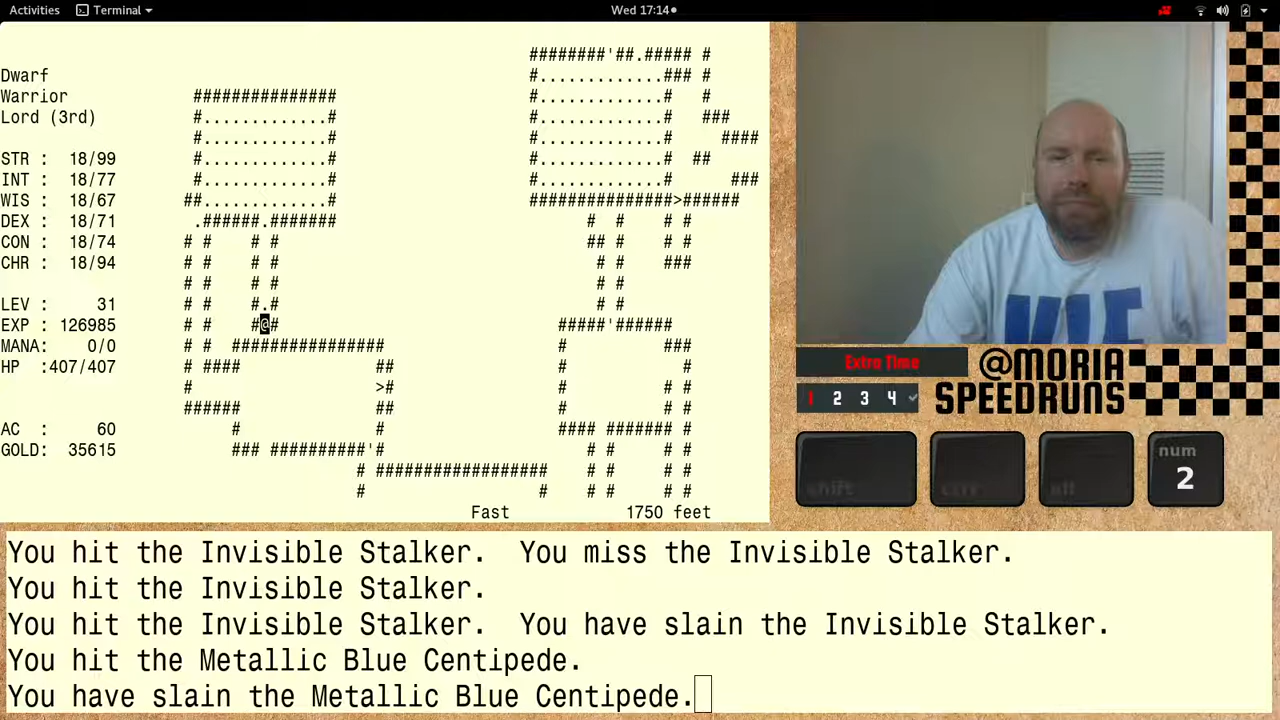 Activities Terminal Wed 17:14
########'##.##### #
Dwarf #.............### #
Warrior ############### #.............# #
Lord (3rd) #.............# #.............# ###
#.............# #.............# ####
STR : 18/99 #.............# #.............# ##
INT : 18/77 #.............# #.............# ###
WIS : 18/67 ##.............# ###############>######
DEX : 18/71 .######.####### # # # #
CON : 18/74 # # # # ## # # #
CHR : 18/94 # # # # # # ###
# # # # # #
LEV : 31 # # #.# # #
EXP : 126985 # # #@# #####'######
MANA: 0/0 # # ################ # ###
HP :407/407 # #### ## # #
# ># # # #
###### ## # #
AC : 60 # # #### ####### #
GOLD: 35615 ### ###########'# # # # #
# ################## # # # #
# # # # # #
Fast 1750 feet
You hit the Invisible Stalker. You miss the Invisible Stalker.
You hit the Invisible Stalker.
You hit the Invisible Stalker. You have slain the Invisible Stalker.
You hit the Metallic Blue Centipede.
You have slain the Metallic Blue Centipede.
VIE
Extra Time
1 2 3 4
@MORIA
SPEEDRUNS
shift ctrl alt num
2